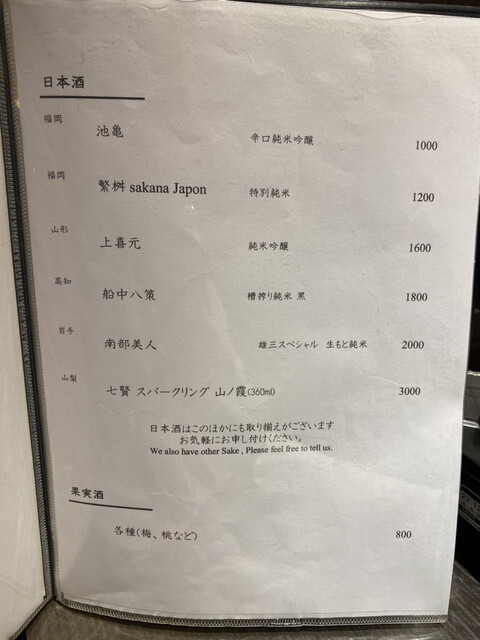 日本酒
福岡 池亀 辛口純米吟醸 1000
福岡 繁桝 sakana Japon 特別純米 1200
山形 上喜元 純米吟醸 1600
高知 船中八策 槽搾り純米 黒 1800
岩手 南部美人 雄三スペシャル 生もと純米 2000
山梨 七賢 スパークリング 山ノ霞(360ml) 3000
日本酒はこのほかにも取り揃えがございます
お気軽にお申し付けください。
We also have other Sake , Please feel free to tell us.
果実酒
各種(梅、桃など) 800